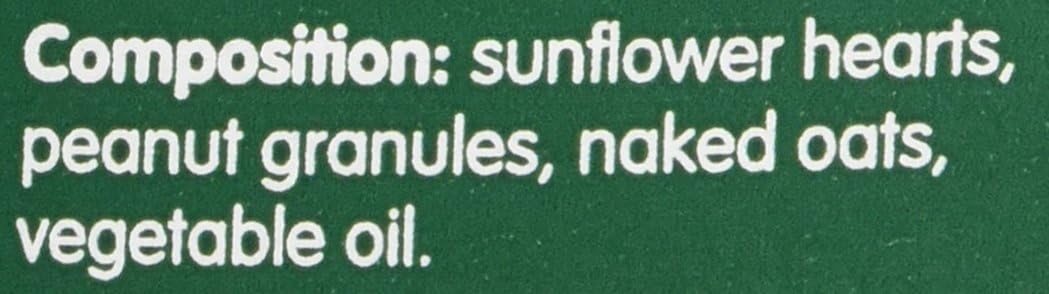 Composition: sunflower hearts,
peanut granules, naked oats,
vegetable oil.